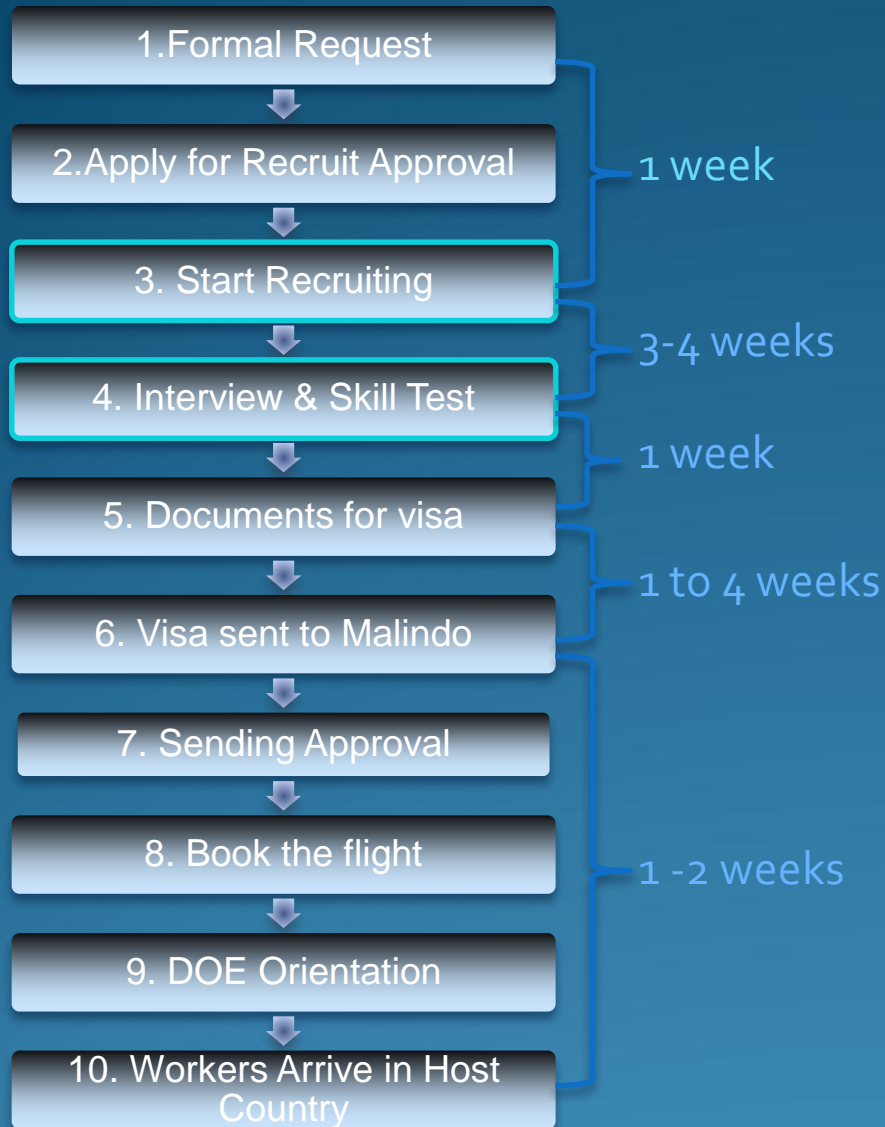 1.Formal Request
2.Apply for Recruit Approval
1 week
3. Start Recruiting
3-4 weeks
4. Interview & Skill Test
1 week
5. Documents for visa
1 to 4 weeks
6. Visa sent to Malindo
7. Sending Approval
8. Book the flight
1 -2 weeks
9. DOE Orientation
10. Workers Arrive in Host
Country